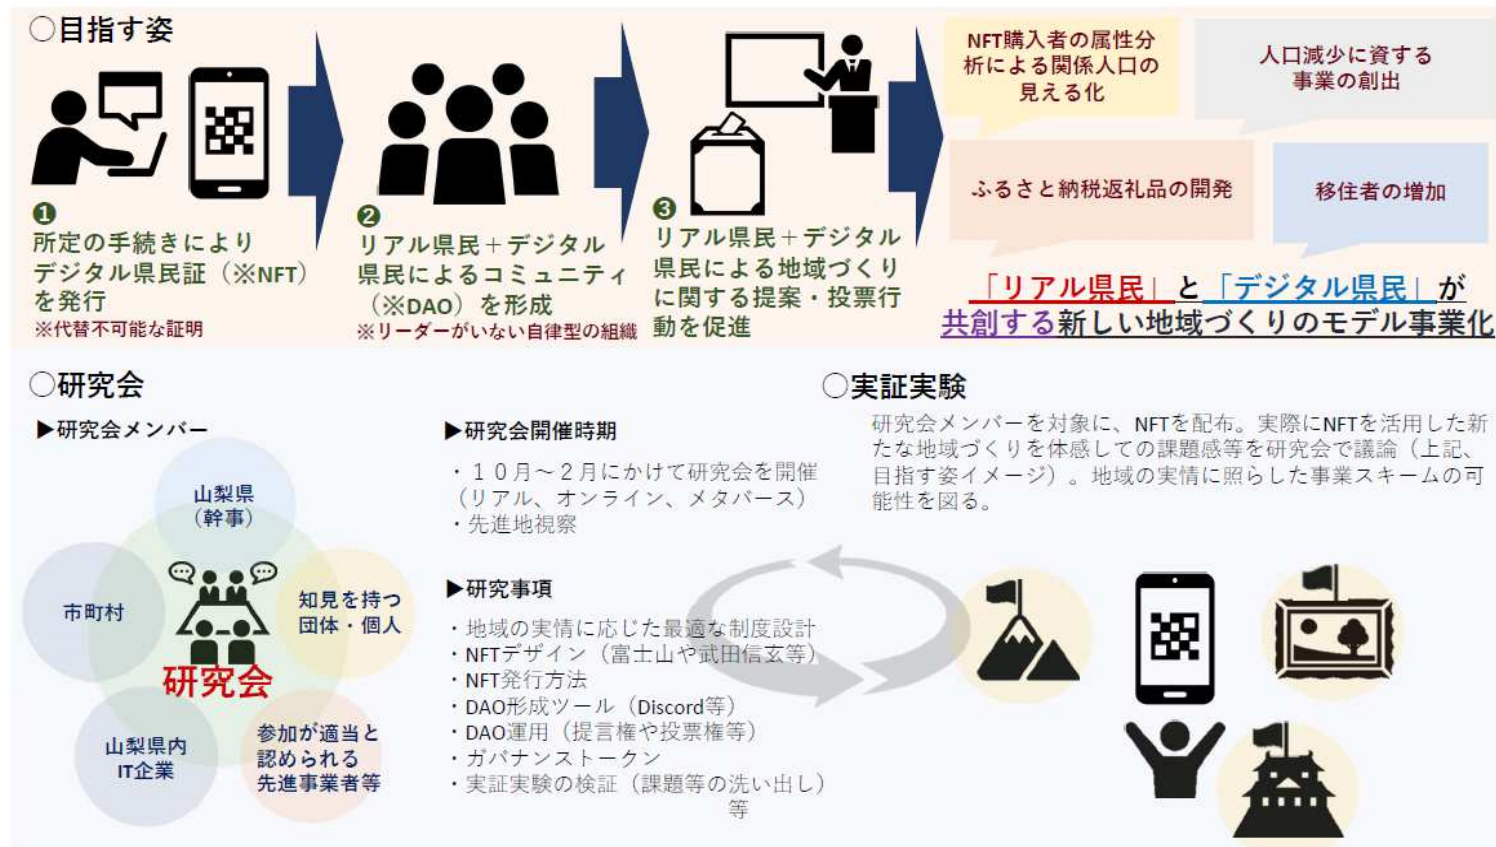 ○目指す姿
❶
所定の手続きにより
デジタル県民証（※NFT）
を発行
※代替不可能な証明
❷
リアル県民＋デジタル
県民によるコミュニティ
（※DAO）を形成
※リーダーがいない自律型の組織
❸
リアル県民＋デジタル
県民による地域づくり
に関する提案・投票行
動を促進
NFT購入者の属性分
析による関係人口の
見える化
人口減少に資する
事業の創出
ふるさと納税返礼品の開発
移住者の増加
「リアル県民」と「デジタル県民」が
共創する新しい地域づくりのモデル事業化
○研究会
▶研究会メンバー
山梨県
（幹事）
市町村
知見を持つ
団体・個人
研究会
山梨県内
IT企業
参加が適当と
認められる
先進事業者等
▶研究会開催時期
・１０月～２月にかけて研究会を開催
（リアル、オンライン、メタバース）
・先進地視察
▶研究事項
・地域の実情に応じた最適な制度設計
・NFTデザイン（富士山や武田信玄等）
・NFT発行方法
・DAO形成ツール（Discord等）
・DAO運用（提言権や投票権等）
・ガバナンストークン
・実証実験の検証（課題等の洗い出し）
等
○実証実験
研究会メンバーを対象に、NFTを配布。実際にNFTを活用した新
たな地域づくりを体感しての課題感等を研究会で議論（上記、
目指す姿イメージ）。地域の実情に照らした事業スキームの可
能性を図る。